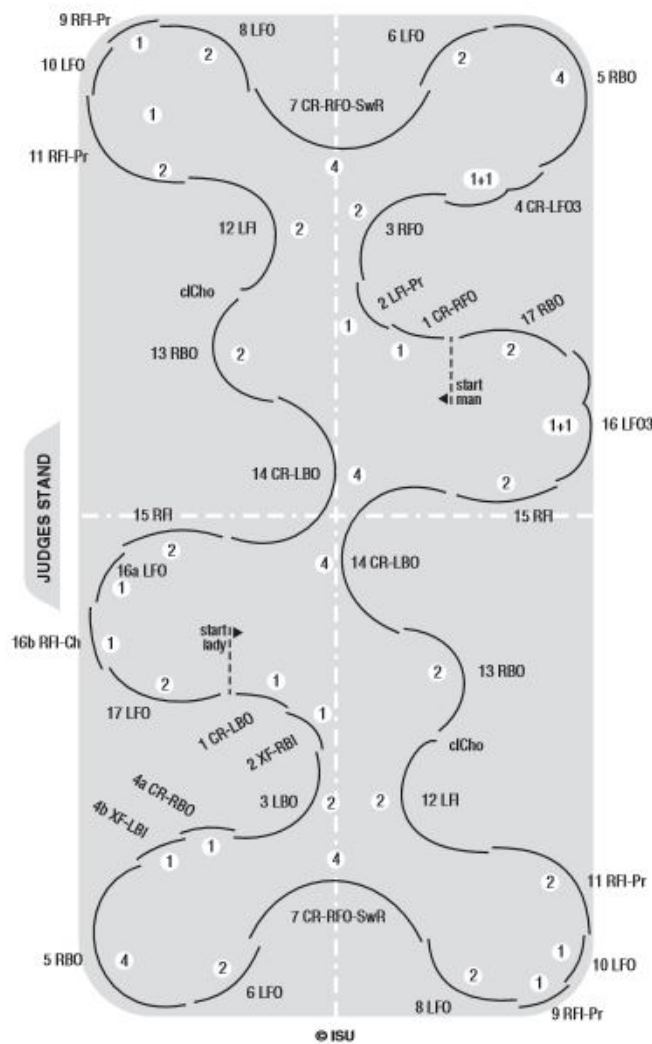 9 RFI-Pr
8 LFO
6 LFO
1
2
2
10 LFO
4
5 RBO
7 CR-RFO-SwR
1
4
11 RFI-Pr
2
1+1
4 CR-LFO3
2
12 LFI
2
3 RFO
clCho
2 LFI-Pr
1 CR-RFO
17 RBO
1
1
2
13 RBO
2
start
man
1+1
16 LFO3
14 CR-LBO
4
2
15 RFI
15 RFI
JUDGES STAND
2
4
14 CR-LBO
16a LFO
1
start
lady
16b RFI-Ch
1
2
13 RBO
2
1
17 LFO
1
1 CR-LBO
2 XF-RBI
clCho
4a CR-RBO
4b XF-LBI
3 LBO
2
2
12 LFI
1
1
4
2
11 RFI-Pr
7 CR-RFO-SwR
5 RBO
4
2
2
1
1
10 LFO
6 LFO
8 LFO
9 RFI-Pr
© ISU